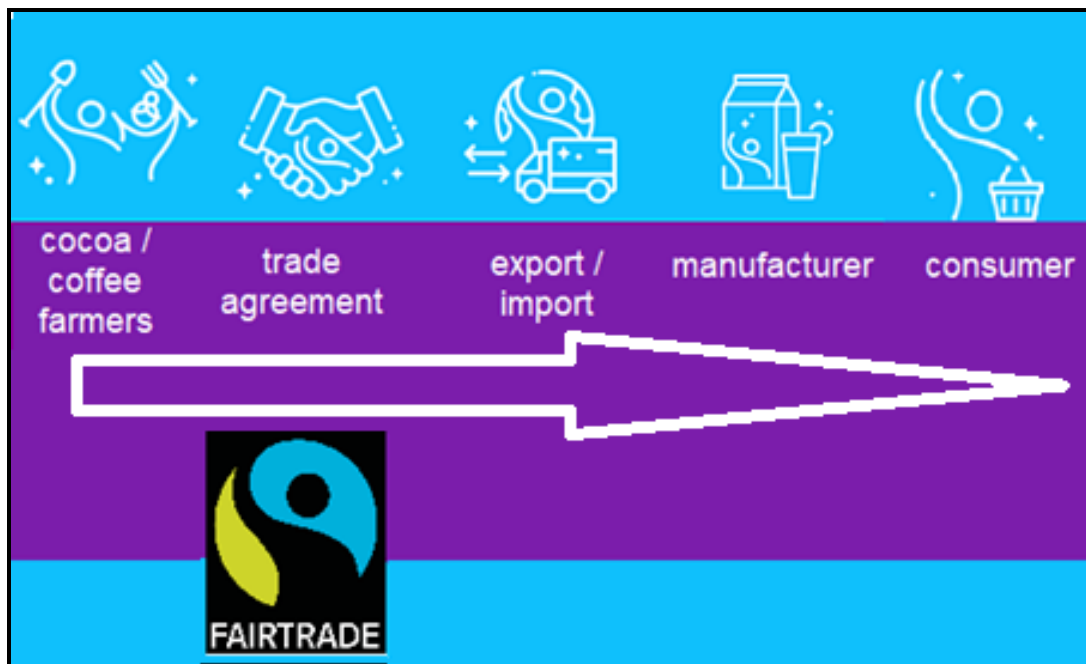 cocoa /
coffee
farmers
trade
agreement
export /
import
manufacturer
consumer
FAIRTRADE